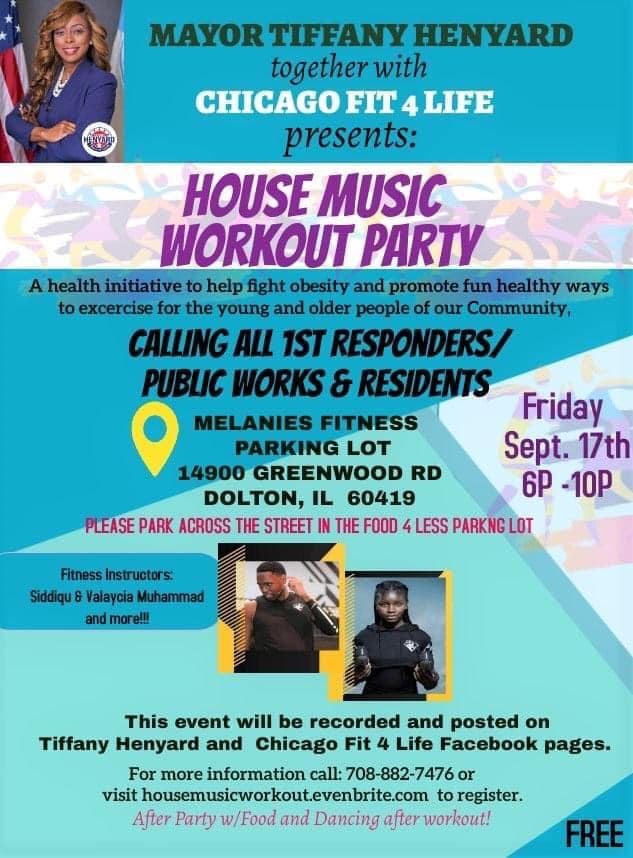 MAYOR TIFFANY HENYARD
together with
CHICAGO FIT 4 LIFE
presents:
HENYARD
HOUSE MUSIC
WORKOUT PARTY
A health initiative to help fight obesity and promote fun healthy ways
to excercise for the young and older people of our Community,
CALLING ALL 1ST RESPONDERS/
PUBLIC WORKS & RESIDENTS
MELANIES FITNESS
PARKING LOT
14900 GREENWOOD RD
DOLTON, IL 60419
Friday
Sept. 17th
6P -10P
PLEASE PARK ACROSS THE STREET IN THE FOOD 4 LESS PARKNG LOT
Fitness Instructors:
Siddiqu & Valaycia Muhammad
and more!!!
This event will be recorded and posted on
Tiffany Henyard and Chicago Fit 4 Life Facebook pages.
For more information call: 708-882-7476 or
visit housemusicworkout.evenbrite.com to register.
After Party w/Food and Dancing after workout!
FREE